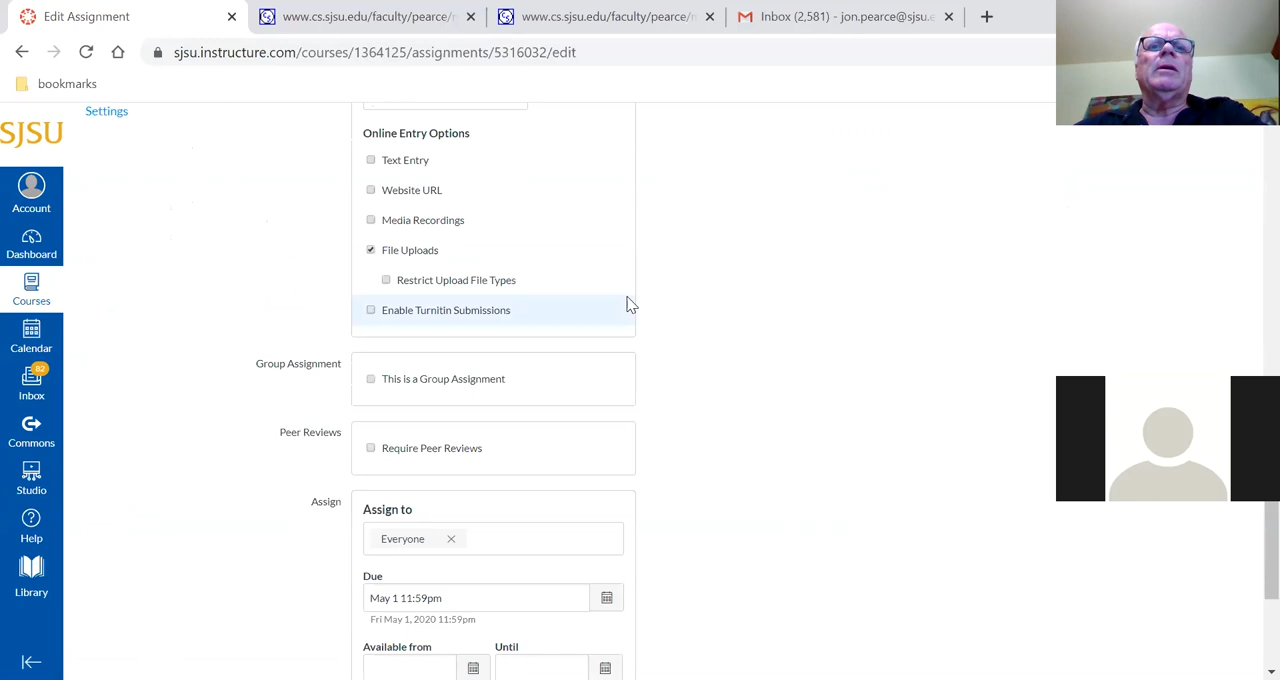 Edit Assignment
www.cs.sjsu.edu/faculty/pearce/
www.cs.sjsu.edu/faculty/pearce/
Inbox (2,581) - jon.pearce@sjsu.e
sjsu.instructure.com/courses/1364125/assignments/5316032/edit
bookmarks
Settings
SJSU
Account
Dashboard
Courses
Calendar
82
Inbox
Commons
Studio
Help
Library
Online Entry Options
Text Entry
Website URL
Media Recordings
File Uploads
Restrict Upload File Types
Enable Turnitin Submissions
Group Assignment
This is a Group Assignment
Peer Reviews
Require Peer Reviews
Assign
Assign to
Everyone
Due
May 1 11:59pm
Fri May 1, 2020 11:59pm
Available from Until